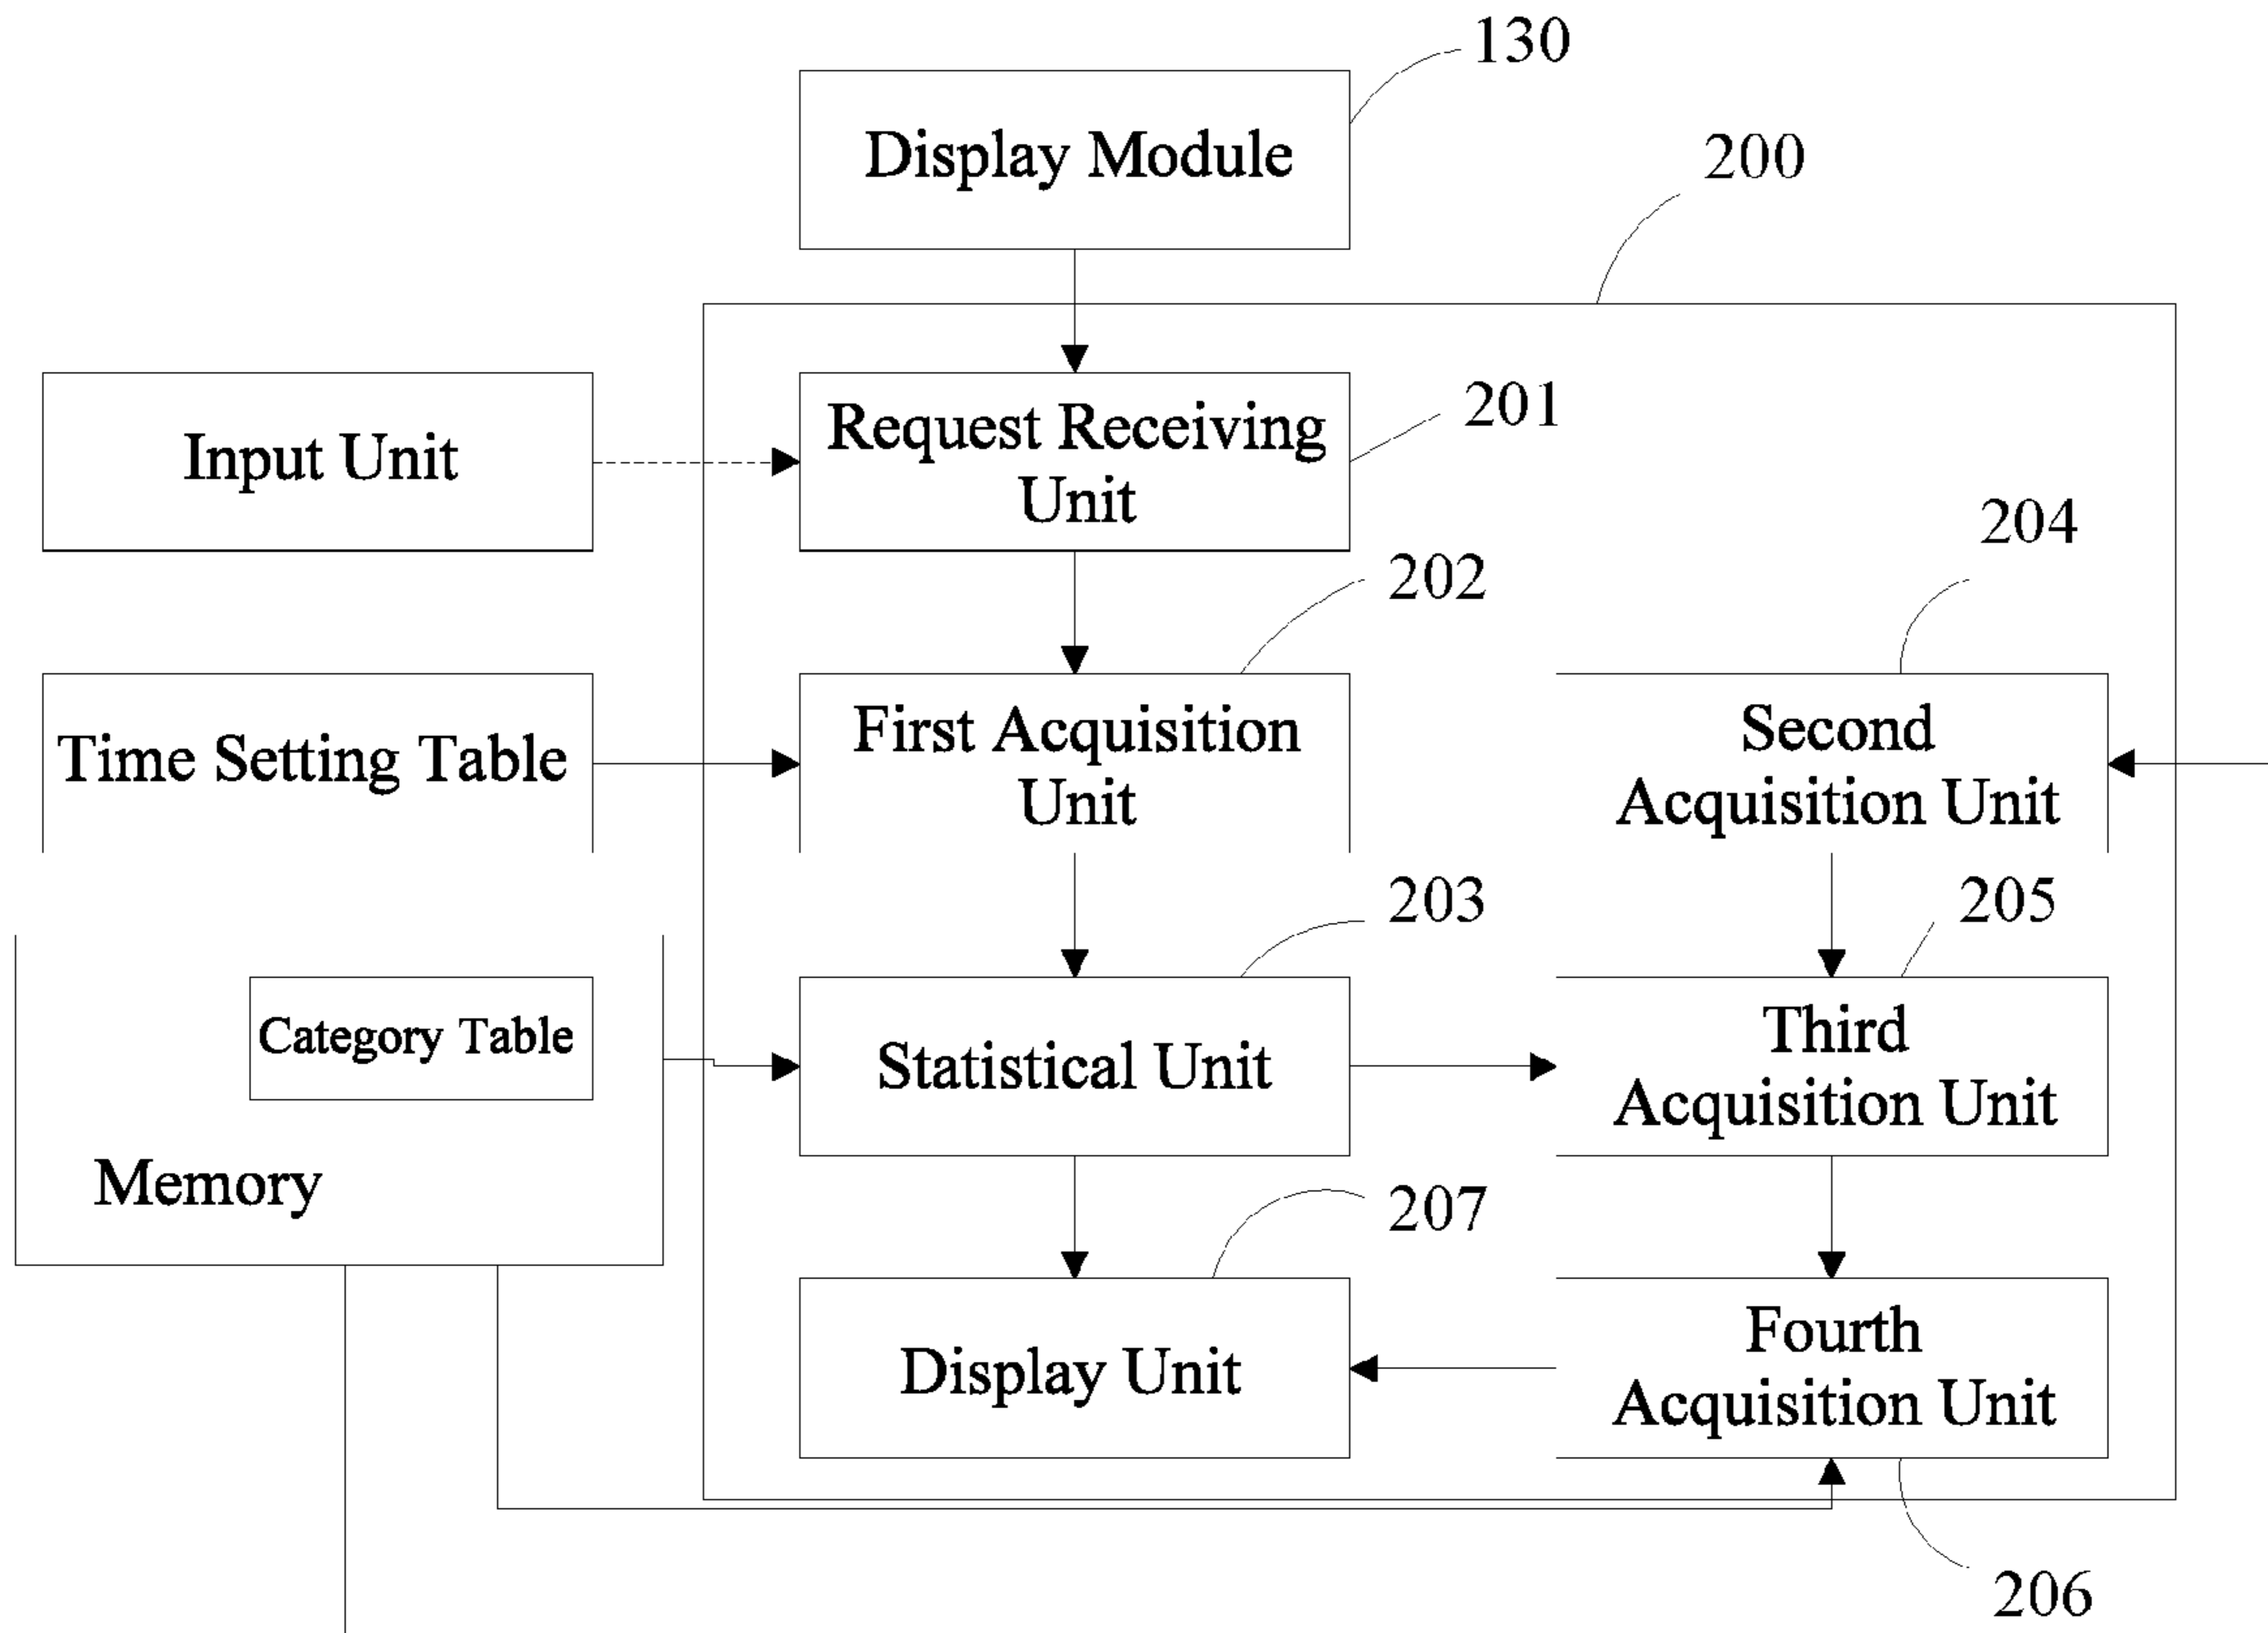 130
Display Module
200
Input Unit
Request Receiving
Unit
201
202
204
Time Setting Table
First Acquisition
Unit
Second
Acquisition Unit
203
205
Category Table
Memory
Statistical Unit
Third
Acquisition Unit
207
Display Unit
Fourth
Acquisition Unit
206